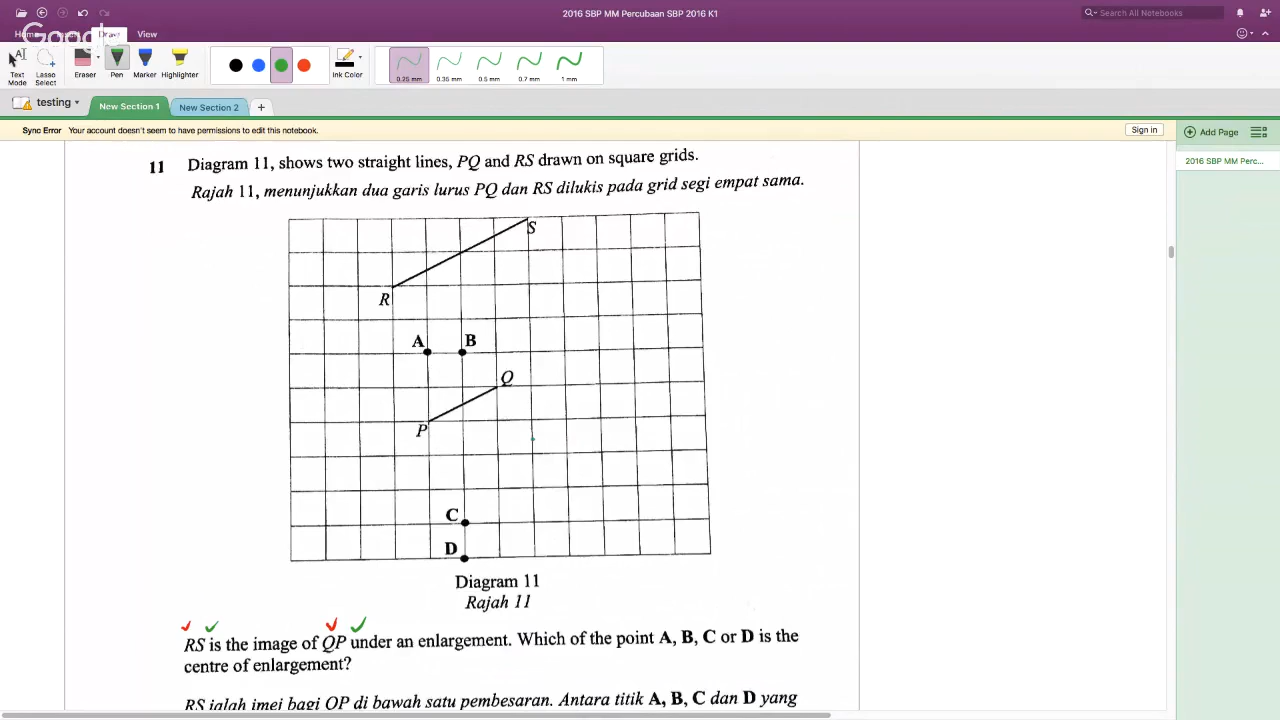 2016 SBP MM Percubaan SBP 2016 K1
Search All Notebooks
Google
Home Insert Draw View
Text Mode
Lasso Select
Eraser
Pen
Marker
Highlighter
Ink Color
0.25 mm
0.35 mm
0.5 mm
0.7 mm
1 mm
testing
New Section 1
New Section 2
+
Sync Error Your account doesn't seem to have permissions to edit this notebook.
Sign in
Add Page
2016 SBP MM Perc...
11 Diagram 11, shows two straight lines, PQ and RS drawn on square grids.
Rajah 11, menunjukkan dua garis lurus PQ dan RS dilukis pada grid segi empat sama.
S
R
A
B
Q
P
C
D
Diagram 11
Rajah 11
RS is the image of QP under an enlargement. Which of the point A, B, C or D is the
centre of enlargement?
RS ialah imej bagi QP di bawah satu pembesaran. Antara titik A, B, C dan D yang